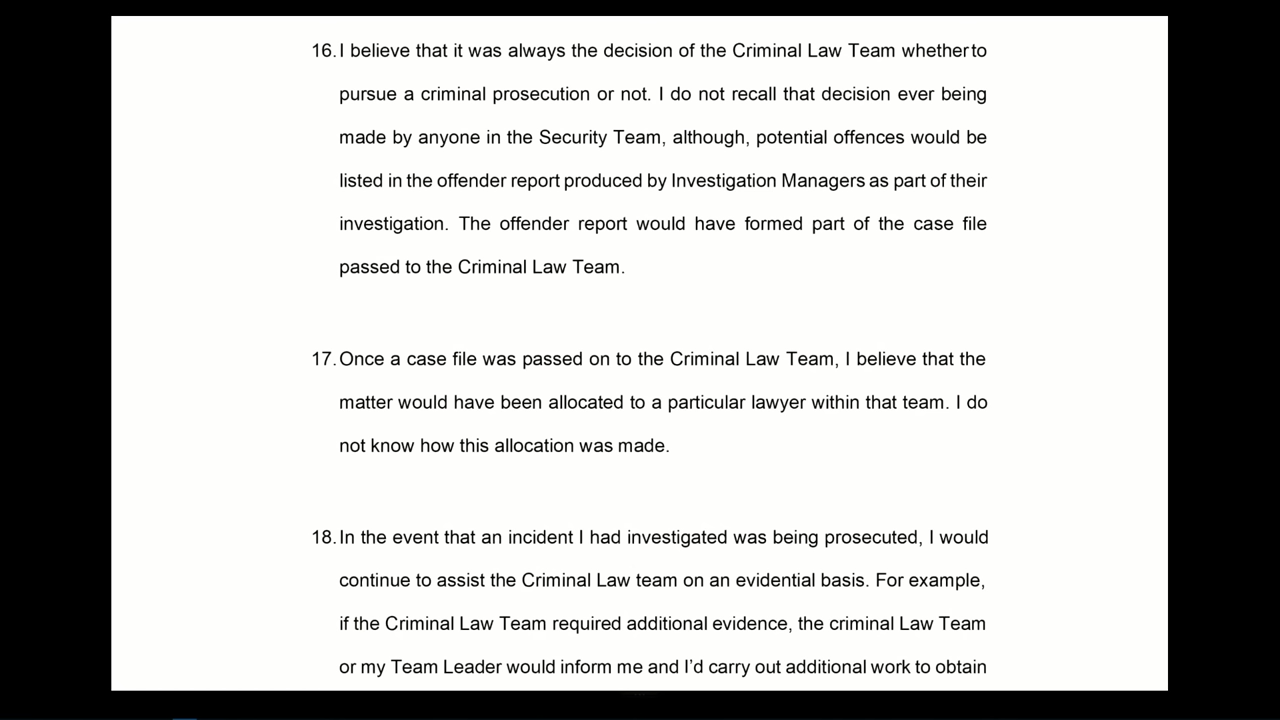 16. I believe that it was always the decision of the Criminal Law Team whether to
pursue a criminal prosecution or not. I do not recall that decision ever being
made by anyone in the Security Team, although, potential offences would be
listed in the offender report produced by Investigation Managers as part of their
investigation. The offender report would have formed part of the case file
passed to the Criminal Law Team.
17. Once a case file was passed on to the Criminal Law Team, I believe that the
matter would have been allocated to a particular lawyer within that team. I do
not know how this allocation was made.
18. In the event that an incident I had investigated was being prosecuted, I would
continue to assist the Criminal Law team on an evidential basis. For example,
if the Criminal Law Team required additional evidence, the criminal Law Team
or my Team Leader would inform me and I’d carry out additional work to obtain